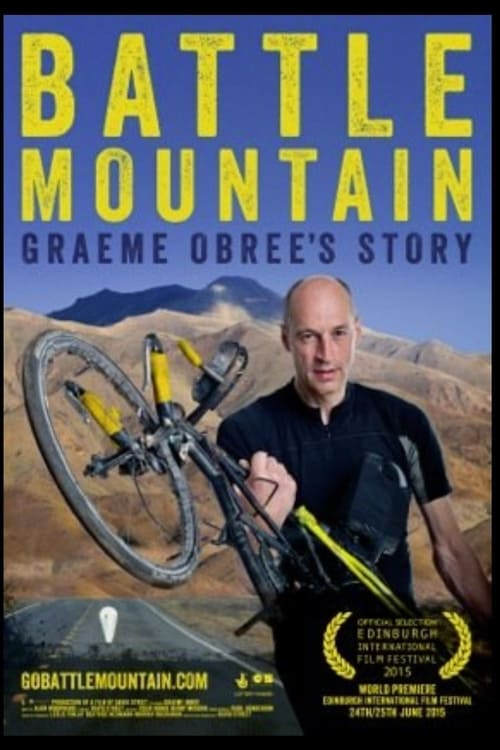 BATTLE
MOUNTAIN
GRAEME OBREE'S STORY
OFFICIAL SELECTION
EDINBURGH
INTERNATIONAL
FILM FESTIVAL
2015
GOBATTLEMOUNTAIN.COM
WORLD PREMIERE
EDINBURGH INTERNATIONAL FILM FESTIVAL
24TH/25TH JUNE 2015